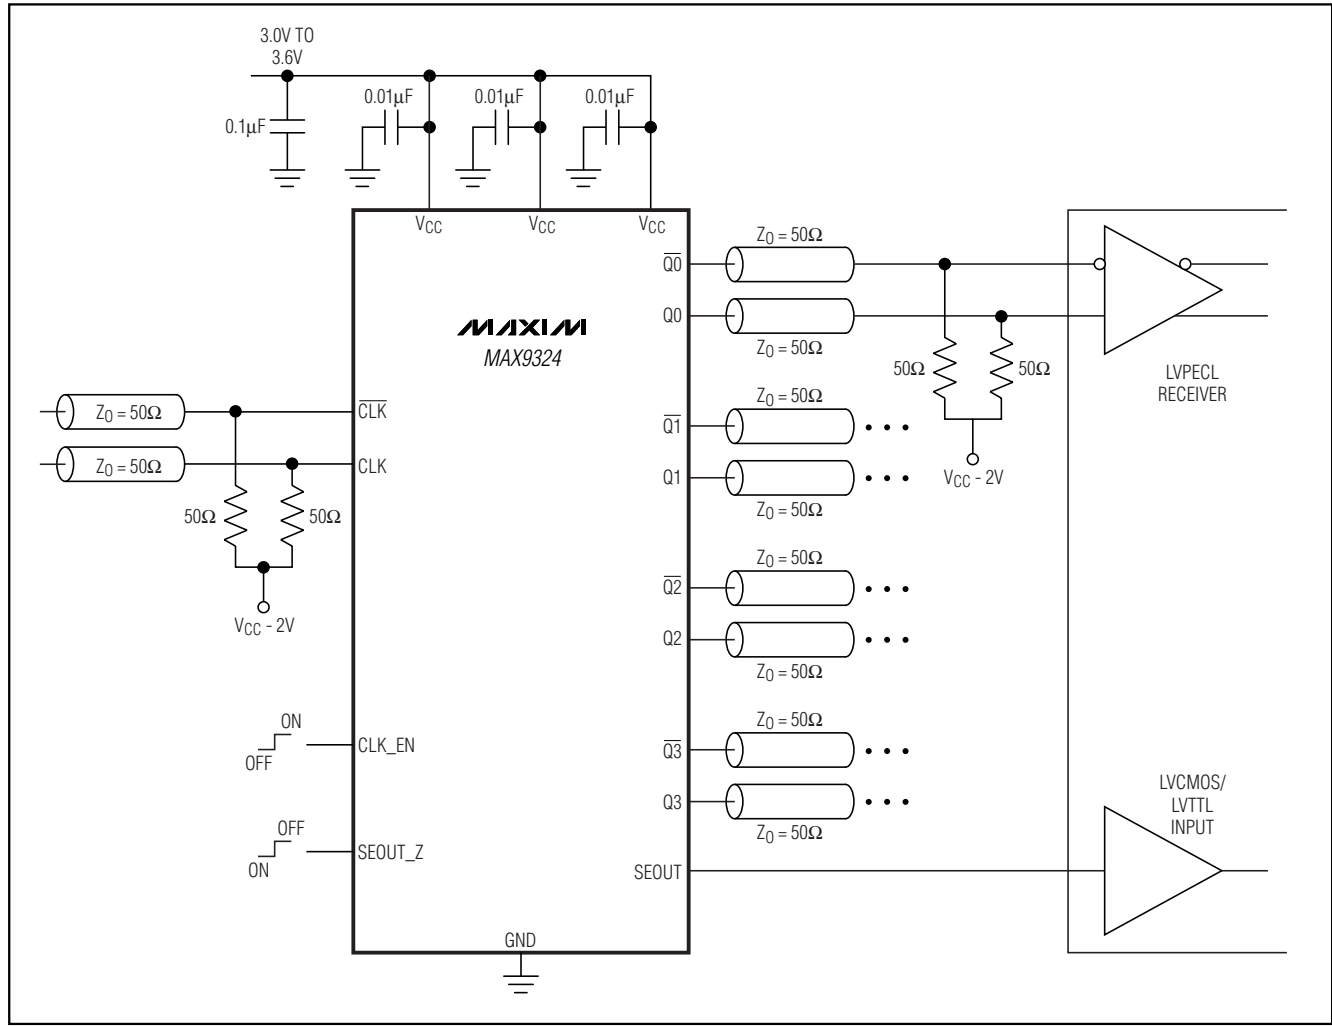 3.0V TO
3.6V
0.1µF
0.01µF
0.01µF
0.01µF
VCC
VCC
VCC
MAXIM
MAX9324
Z0 = 50Ω
Z0 = 50Ω
CLK
CLK
50Ω
50Ω
VCC - 2V
ON
OFF
CLK_EN
OFF
ON
SEOUT_Z
GND
Q0
Z0 = 50Ω
Q0
Z0 = 50Ω
50Ω
50Ω
VCC - 2V
LVPECL
RECEIVER
Q1
Z0 = 50Ω
Q1
Z0 = 50Ω
Q2
Z0 = 50Ω
Q2
Z0 = 50Ω
Q3
Z0 = 50Ω
Q3
Z0 = 50Ω
SEOUT
LVCMOS/
LVTTL
INPUT